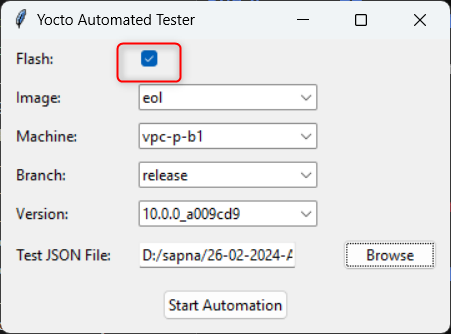 Yocto Automated Tester
Flash:
Image: eol
Machine: vpc-p-b1
Branch: release
Version: 10.0.0_a009cd9
Test JSON File: D:/sapna/26-02-2024-A Browse
Start Automation